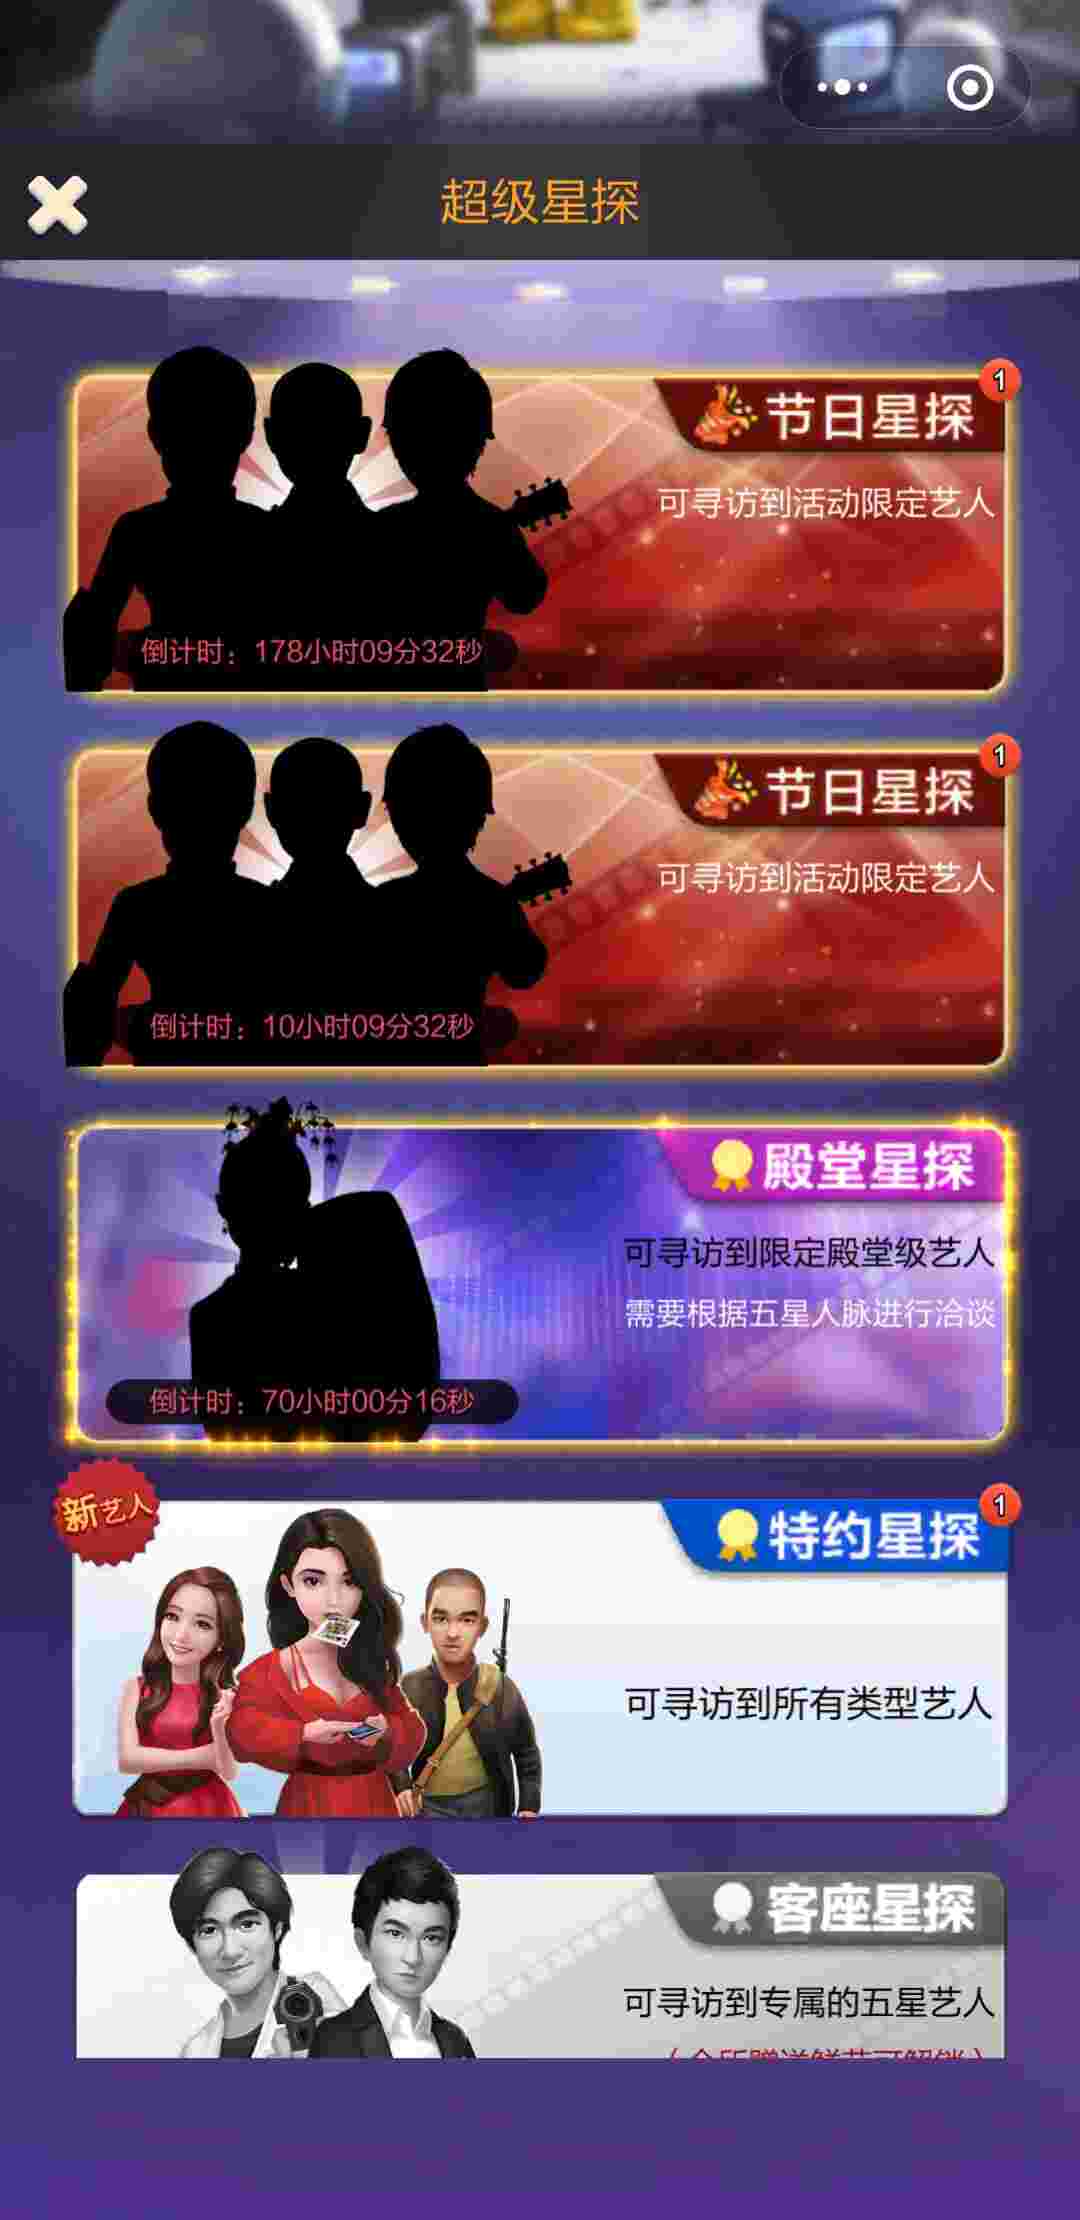 超级星探
1
节日星探
可寻访到活动限定艺人
倒计时：178小时09分32秒
1
节日星探
可寻访到活动限定艺人
倒计时：10小时09分32秒
殿堂星探
可寻访到限定殿堂级艺人
需要根据五星人脉进行洽谈
倒计时：70小时00分16秒
新艺人
1
特约星探
可寻访到所有类型艺人
客座星探
可寻访到专属的五星艺人